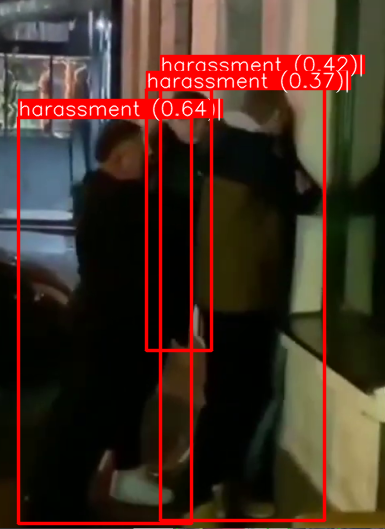 harassment (0.42)|
harassment (0.37)|
harassment (0.64)|